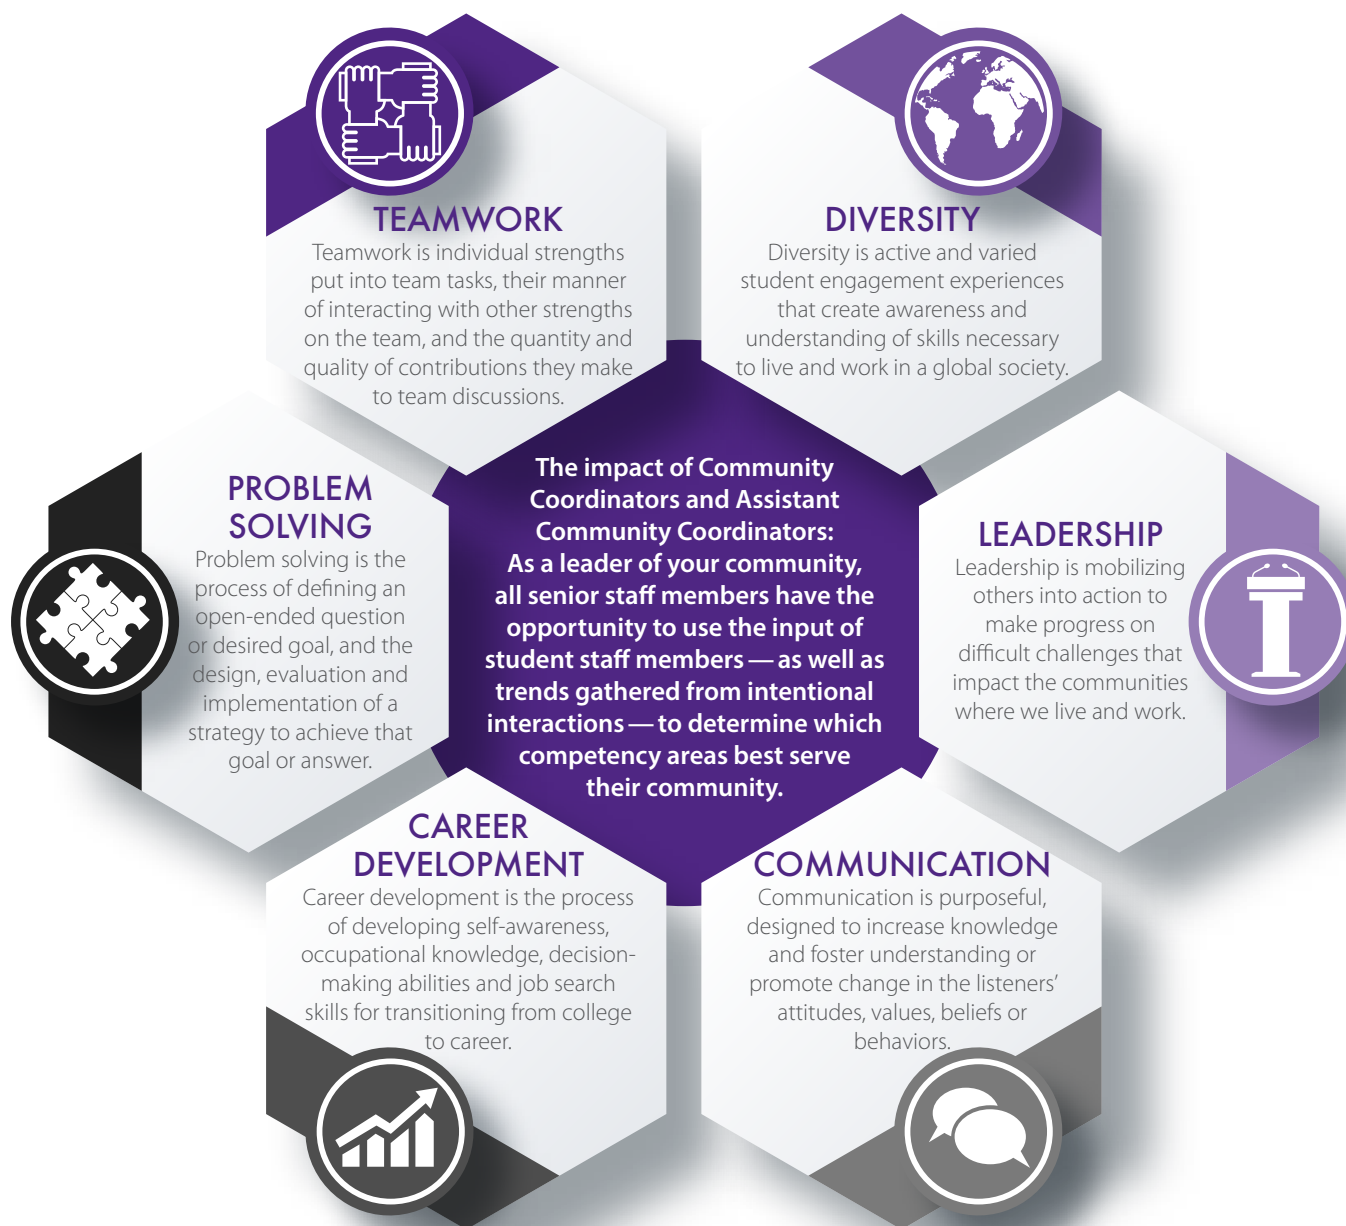 TEAMWORK
Teamwork is individual strengths
put into team tasks, their manner
of interacting with other strengths
on the team, and the quantity and
quality of contributions they make
to team discussions.
DIVERSITY
Diversity is active and varied
student engagement experiences
that create awareness and
understanding of skills necessary
to live and work in a global society.
PROBLEM
SOLVING
Problem solving is the
process of defining an
open-ended question
or desired goal, and the
design, evaluation and
implementation of a
strategy to achieve that
goal or answer.
The impact of Community
Coordinators and Assistant
Community Coordinators:
As a leader of your community,
all senior staff members have the
opportunity to use the input of
student staff members — as well as
trends gathered from intentional
interactions — to determine which
competency areas best serve
their community.
LEADERSHIP
Leadership is mobilizing
others into action to
make progress on
difficult challenges that
impact the communities
where we live and work.
CAREER
DEVELOPMENT
Career development is the process
of developing self-awareness,
occupational knowledge, decision-
making abilities and job search
skills for transitioning from college
to career.
COMMUNICATION
Communication is purposeful,
designed to increase knowledge
and foster understanding or
promote change in the listeners’
attitudes, values, beliefs or
behaviors.